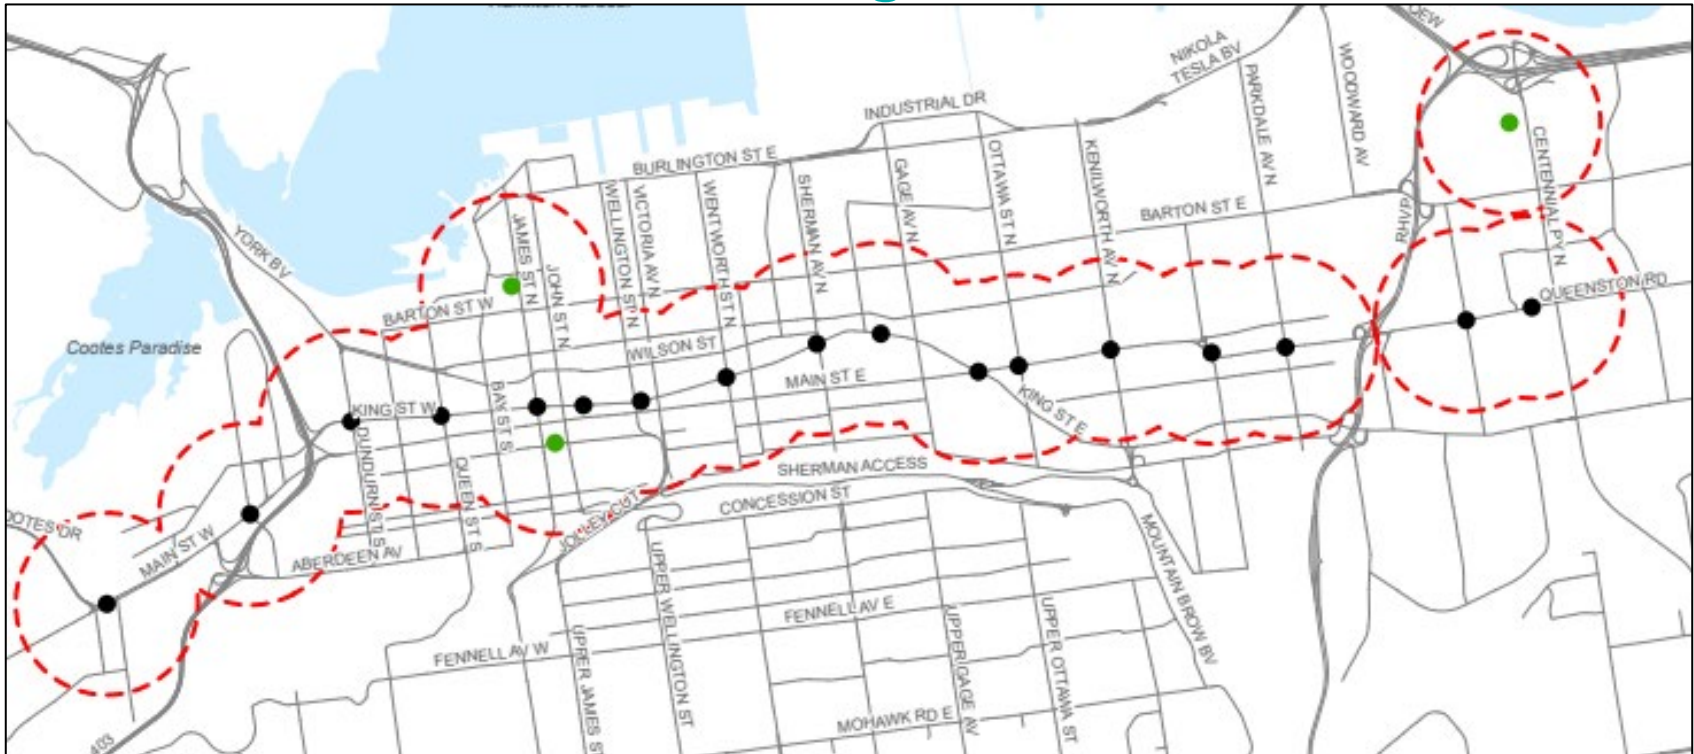 QEW
NIKOLA
TESLA BV
WOODWARD AV
PARKDALE AV N
INDUSTRIAL DR
CENTENNIAL PY N
BURLINGTON ST E
OTTAWA ST N
KENILWORTH AV N
GAGE AV N
SHERMAN AV N
WENTWORTH ST N
VICTORIA AV N
WELLINGTON ST N
BARTON ST E
RHVP
JAMES ST N
JOHN ST N
YORK BV
BARTON ST W
QUEENSTON RD
Cootes Paradise
WILSON ST
MAIN ST E
KING ST W
BAY ST S
KING ST E
DUNDURN ST S
QUEEN ST S
SHERMAN ACCESS
CONCESSION ST
JOLLEY CUT
OOTES DR
MAIN ST W
ABERDEEN AV
MOUNTAIN BROW BV
UPPER WELLINGTON ST
FENNELL AV E
UPPER GAGE AV
UPPER OTTAWA ST
FENNELL AV W
UPPER JAMES ST
MOHAWK RD E
403